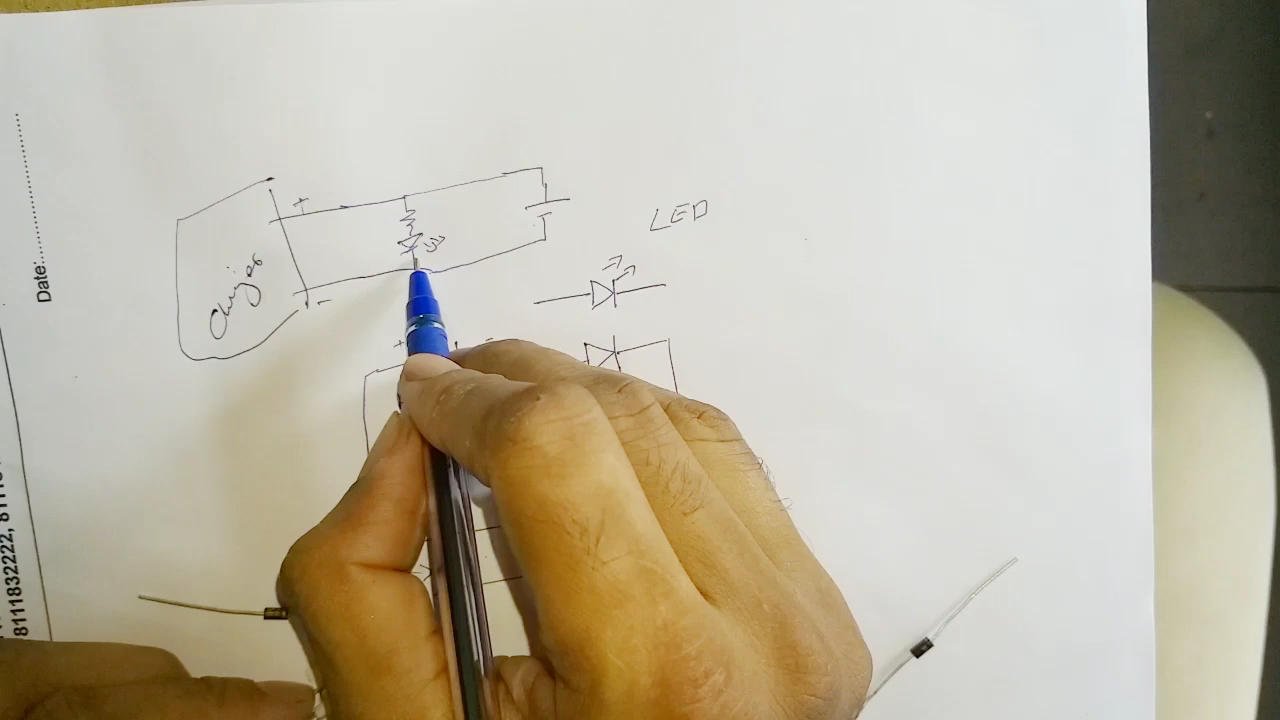 Date:
Charger
+
-
LED
+
8111832222, 8111